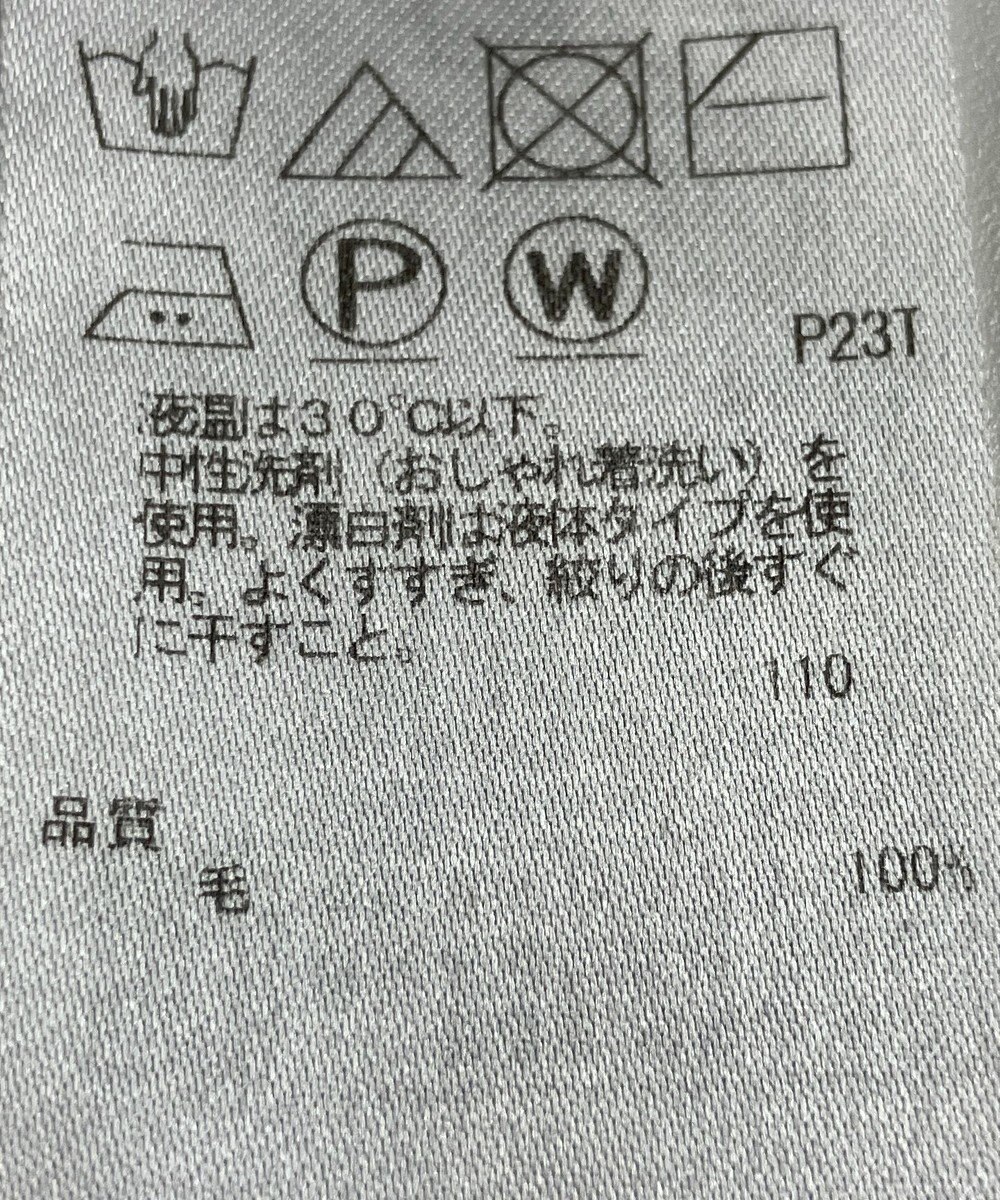 P W P23T
液温は30℃以下。
中性洗剤(おしゃれ着洗い)を
使用。漂白剤は液体タイプを使
用。よくすすぎ、絞りの後すぐ
に干すこと。
110
品質
毛 100%